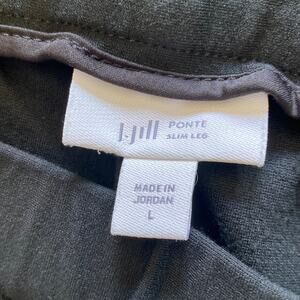 J.Jill PONTE
SLIM LEG
MADE IN
JORDAN
L